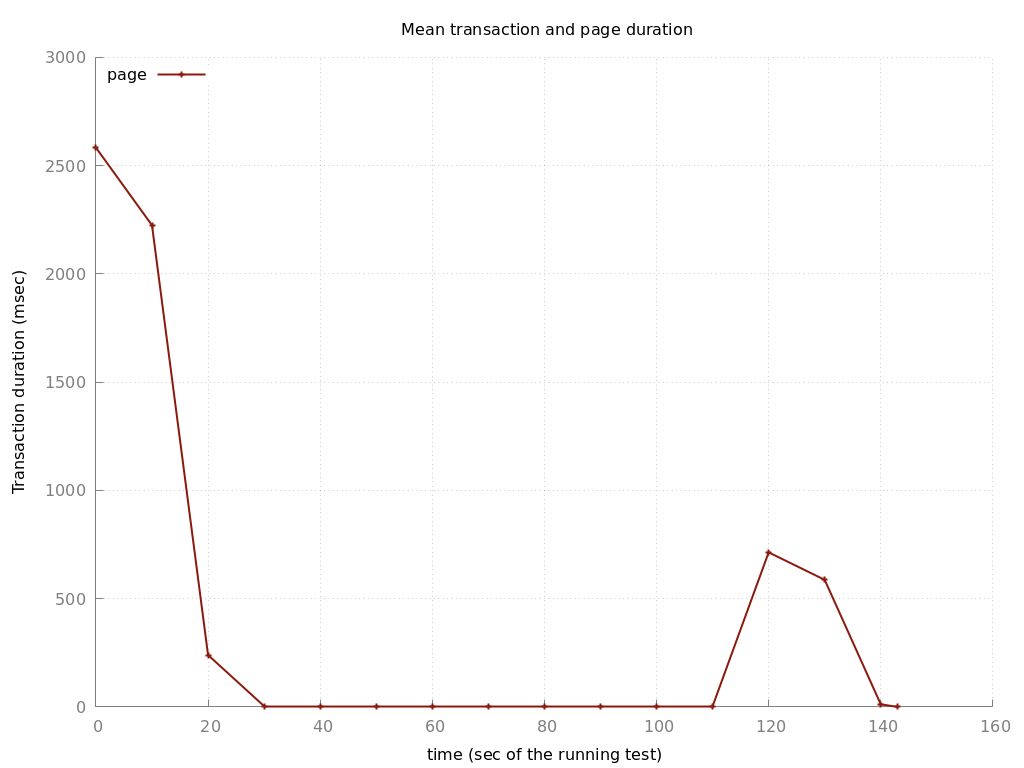 Mean transaction and page duration
3000
page
2500
2000
1500
1000
500
0
Transaction duration (msec)
0 20 40 60 80 100 120 140 160
time (sec of the running test)